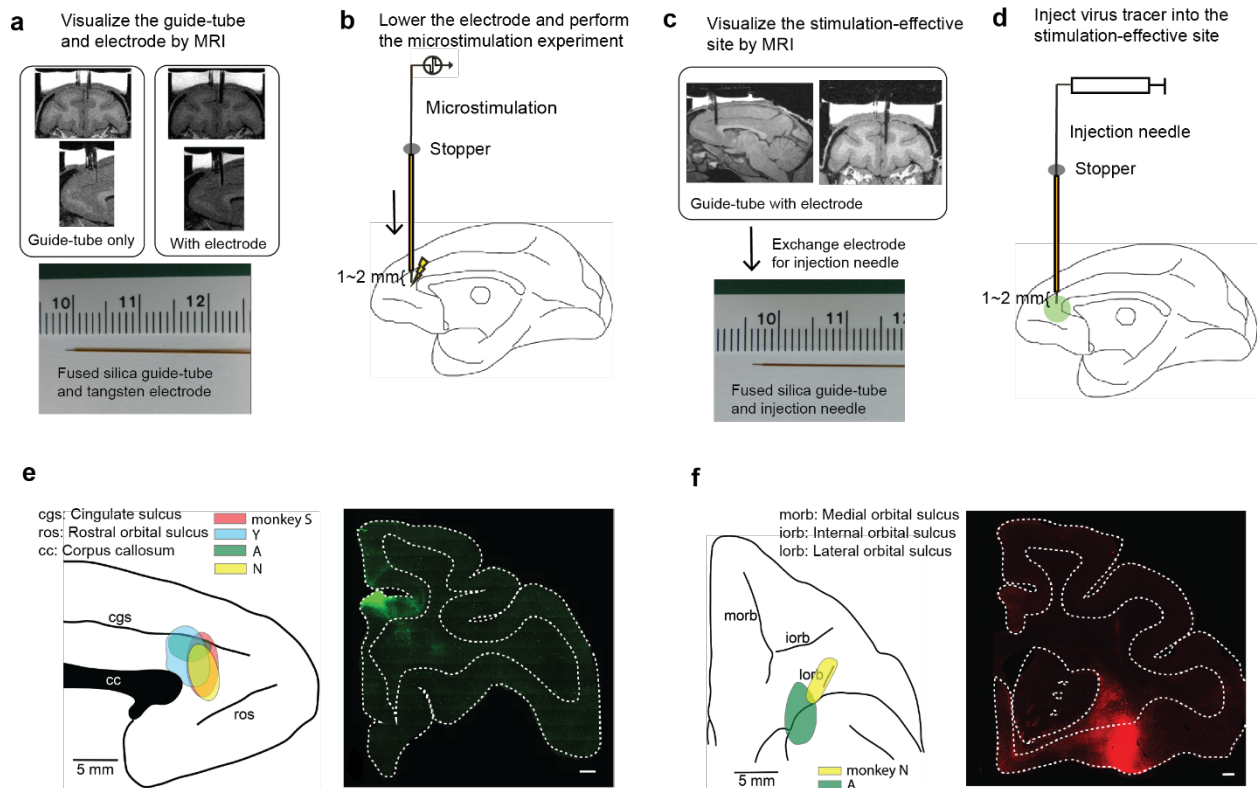 a
Visualize the guide-tube
and electrode by MRI
Guide-tube only
With electrode
10 11 12
Fused silica guide-tube
and tangsten electrode
b
Lower the electrode and perform
the microstimulation experiment
Microstimulation
Stopper
1~2 mm{
c
Visualize the stimulation-effective
site by MRI
Guide-tube with electrode
Exchange electrode
for injection needle
10 11
Fused silica guide-tube
and injection needle
d
Inject virus tracer into the
stimulation-effective site
Injection needle
Stopper
1~2 mm{
e
cgs: Cingulate sulcus
ros: Rostral orbital sulcus
cc: Corpus callosum
monkey S
Y
A
N
cgs
cc
ros
5 mm
f
morb: Medial orbital sulcus
iorb: Internal orbital sulcus
lorb: Lateral orbital sulcus
morb
iorb
lorb
5 mm
monkey N
A